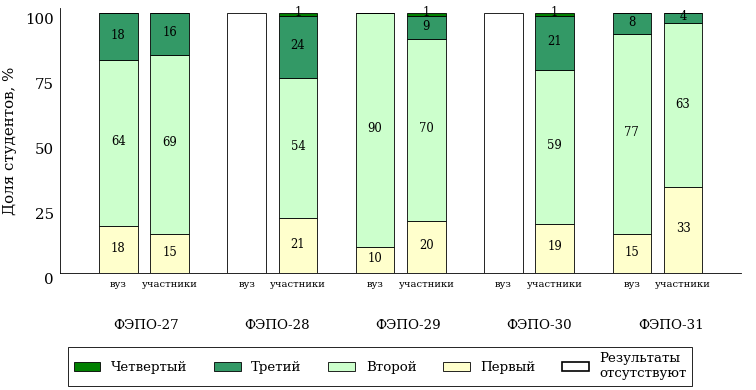 Доля студентов, %
100
75
50
25
0
18 64 18
16 69 15
1 24 54 21
90 10
1 9 70 20
1 21 59 19
8 77 15
4 63 33
вуз участники вуз участники вуз участники вуз участники вуз участники
ФЭПО-27 ФЭПО-28 ФЭПО-29 ФЭПО-30 ФЭПО-31
Четвертый Третий Второй Первый Результаты
отсутствуют